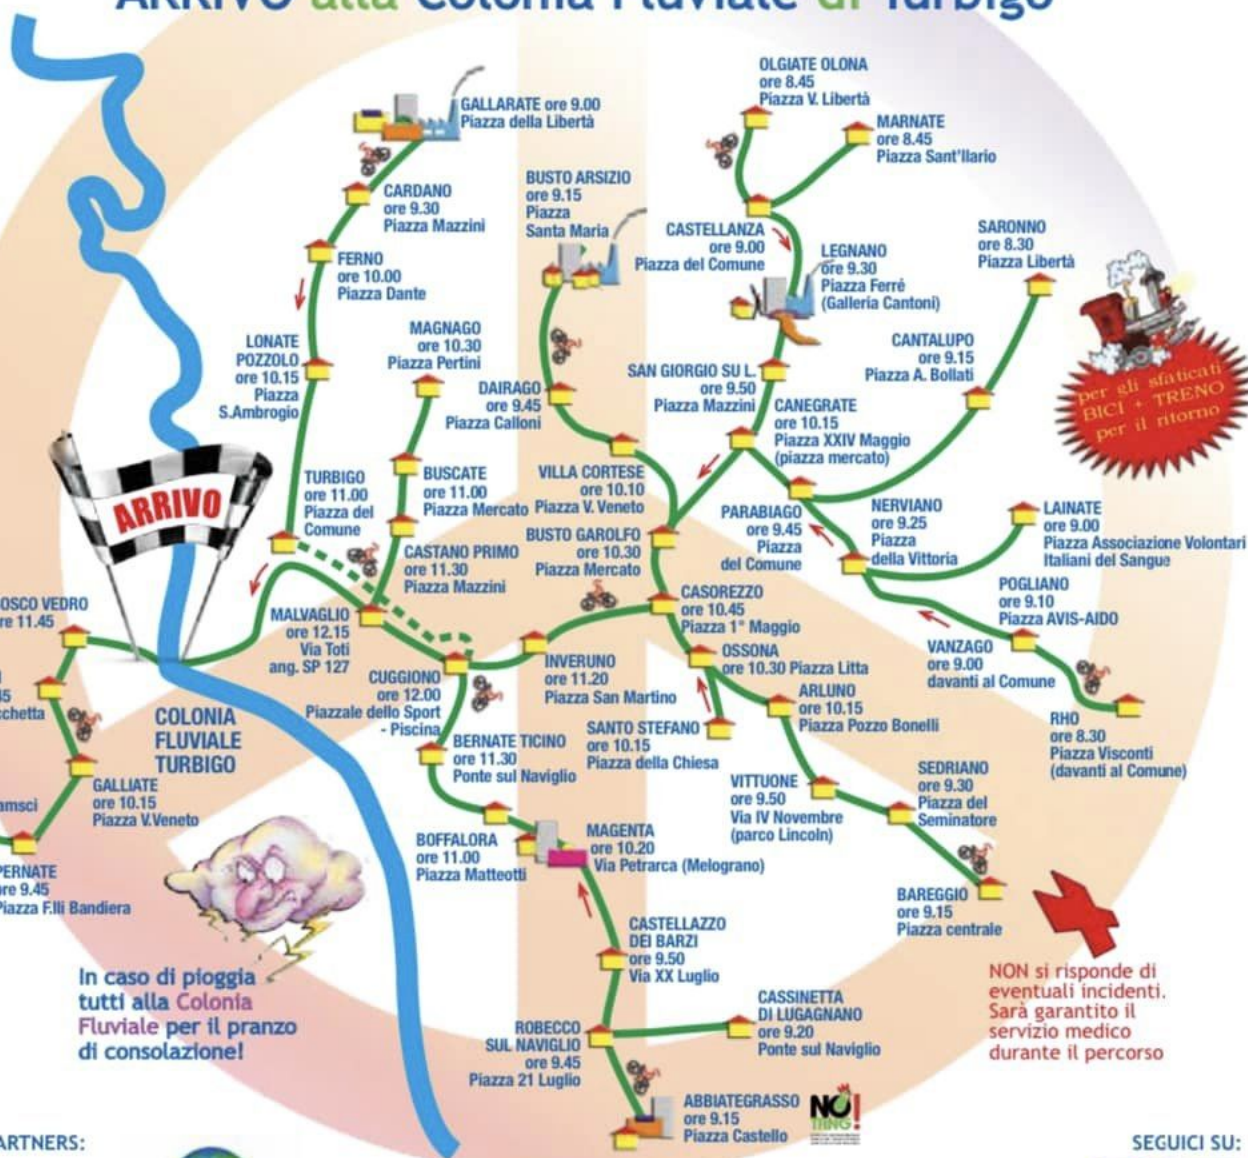 ARRIVO alla Colonia Fluviale di Turbigo
OLGIATE OLONA
ore 8.45
Piazza V. Libertà
GALLARATE ore 9.00
Piazza della Libertà
MARNATE
ore 8.45
Piazza Sant'Ilario
BUSTO ARSIZIO
ore 9.15
Piazza
Santa Maria
CARDANO
ore 9.30
Piazza Mazzini
CASTELLANZA
ore 9.00
Piazza del Comune
SARONNO
ore 8.30
Piazza Libertà
FERNO
ore 10.00
Piazza Dante
LEGNANO
ore 9.30
Piazza Ferré
(Galleria Cantoni)
LONATE
POZZOLO
ore 10.15
Piazza
S.Ambrogio
MAGNAGO
ore 10.30
Piazza Pertini
CANTALUPO
ore 9.15
Piazza A. Bollati
DAIRAGO
ore 9.45
Piazza Calloni
SAN GIORGIO SU L.
ore 9.50
Piazza Mazzini
per gli sfaticati
BICI + TRENO
per il ritorno
CANEGRATE
ore 10.15
Piazza XXIV Maggio
(piazza mercato)
ARRIVO
TURBIGO
ore 11.00
Piazza del
Comune
BUSCATE
ore 11.00
Piazza Mercato
VILLA CORTESE
ore 10.10
Piazza V. Veneto
PARABIAGO
ore 9.45
Piazza
del Comune
NERVIANO
ore 9.25
Piazza
della Vittoria
LAINATE
ore 9.00
Piazza Associazione Volontari
Italiani del Sangue
BUSTO GAROLFO
ore 10.30
Piazza Mercato
CASTANO PRIMO
ore 11.30
Piazza Mazzini
POGLIANO
ore 9.10
Piazza AVIS-AIDO
OSCO VEDRO
re 11.45
MALVAGLIO
ore 12.15
Via Toti
ang. SP 127
CASOREZZO
ore 10.45
Piazza 1° Maggio
VANZAGO
ore 9.00
davanti al Comune
INVERUNO
ore 11.20
Piazza San Martino
OSSONA
ore 10.30 Piazza Litta
CUGGIONO
ore 12.00
Piazzale dello Sport
- Piscina
ARLUNO
ore 10.15
Piazza Pozzo Bonelli
RHO
ore 8.30
Piazza Visconti
(davanti al Comune)
45
chetta
COLONIA
FLUVIALE
TURBIGO
SANTO STEFANO
ore 10.15
Piazza della Chiesa
BERNATE TICINO
ore 11.30
Ponte sul Naviglio
GALLIATE
ore 10.15
Piazza V.Veneto
amsci
VITTUONE
ore 9.50
Via IV Novembre
(parco Lincoln)
SEDRIANO
ore 9.30
Piazza del
Seminatore
BOFFALORA
ore 11.00
Piazza Matteotti
MAGENTA
ore 10.20
Via Petrarca (Melograno)
PERNATE
ore 9.45
Piazza F.lli Bandiera
BAREGGIO
ore 9.15
Piazza centrale
CASTELLAZZO
DEI BARZI
ore 9.50
Via XX Luglio
In caso di pioggia
tutti alla Colonia
Fluviale per il pranzo
di consolazione!
NON si risponde di
eventuali incidenti.
Sarà garantito il
servizio medico
durante il percorso
CASSINETTA
DI LUGAGNANO
ore 9.20
Ponte sul Naviglio
ROBECCO
SUL NAVIGLIO
ore 9.45
Piazza 21 Luglio
ABBIATEGRASSO
ore 9.15
Piazza Castello
NO!
ARTNERS:
SEGUICI SU: